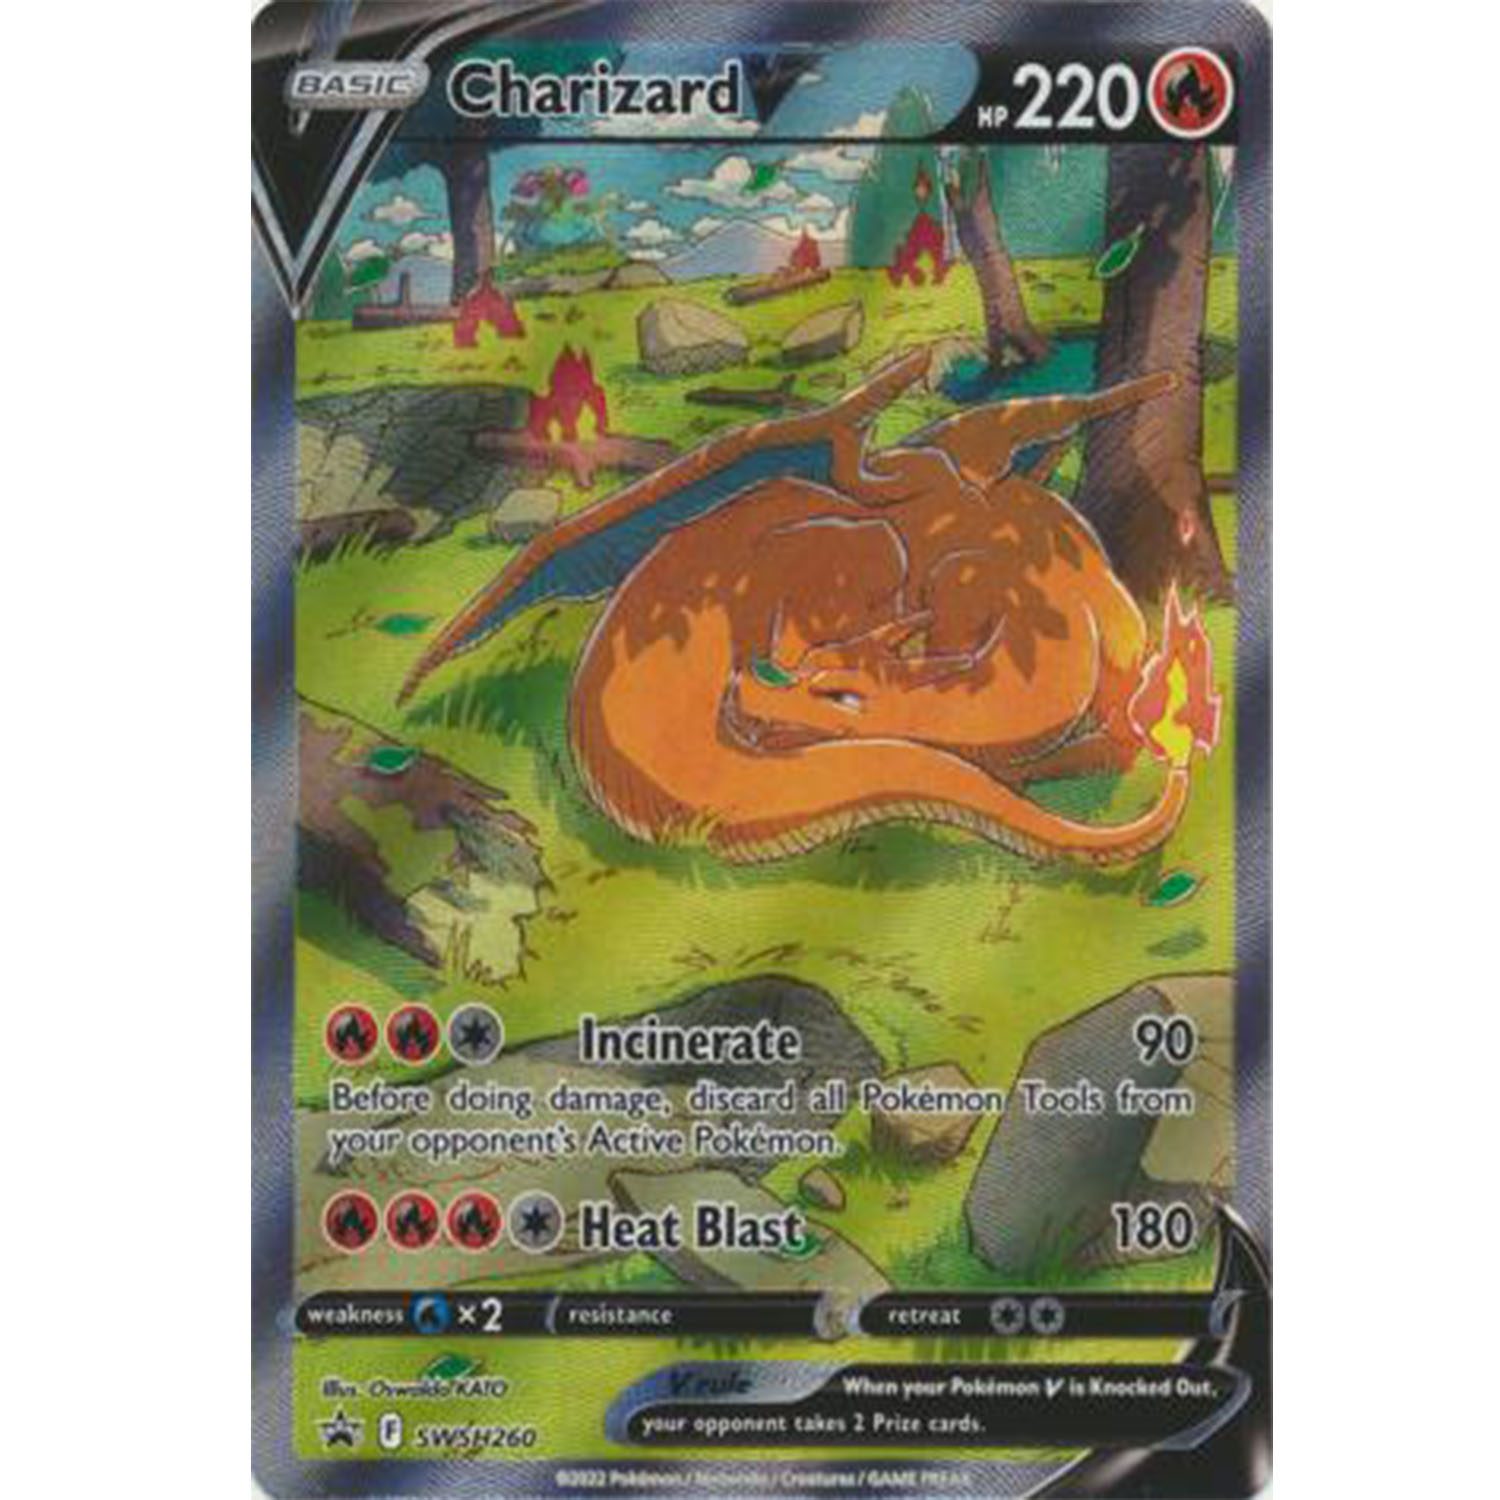 BASIC Charizard V HP 220
Incinerate 90
Before doing damage, discard all Pokémon Tools from
your opponent's Active Pokémon.
Heat Blast 180
weakness ×2 resistance retreat
Illus. Oswaldo KATO
V rule When your Pokémon V is Knocked Out,
your opponent takes 2 Prize cards.
F SWSH260
©2022 Pokémon / Nintendo / Creatures / GAME FREAK